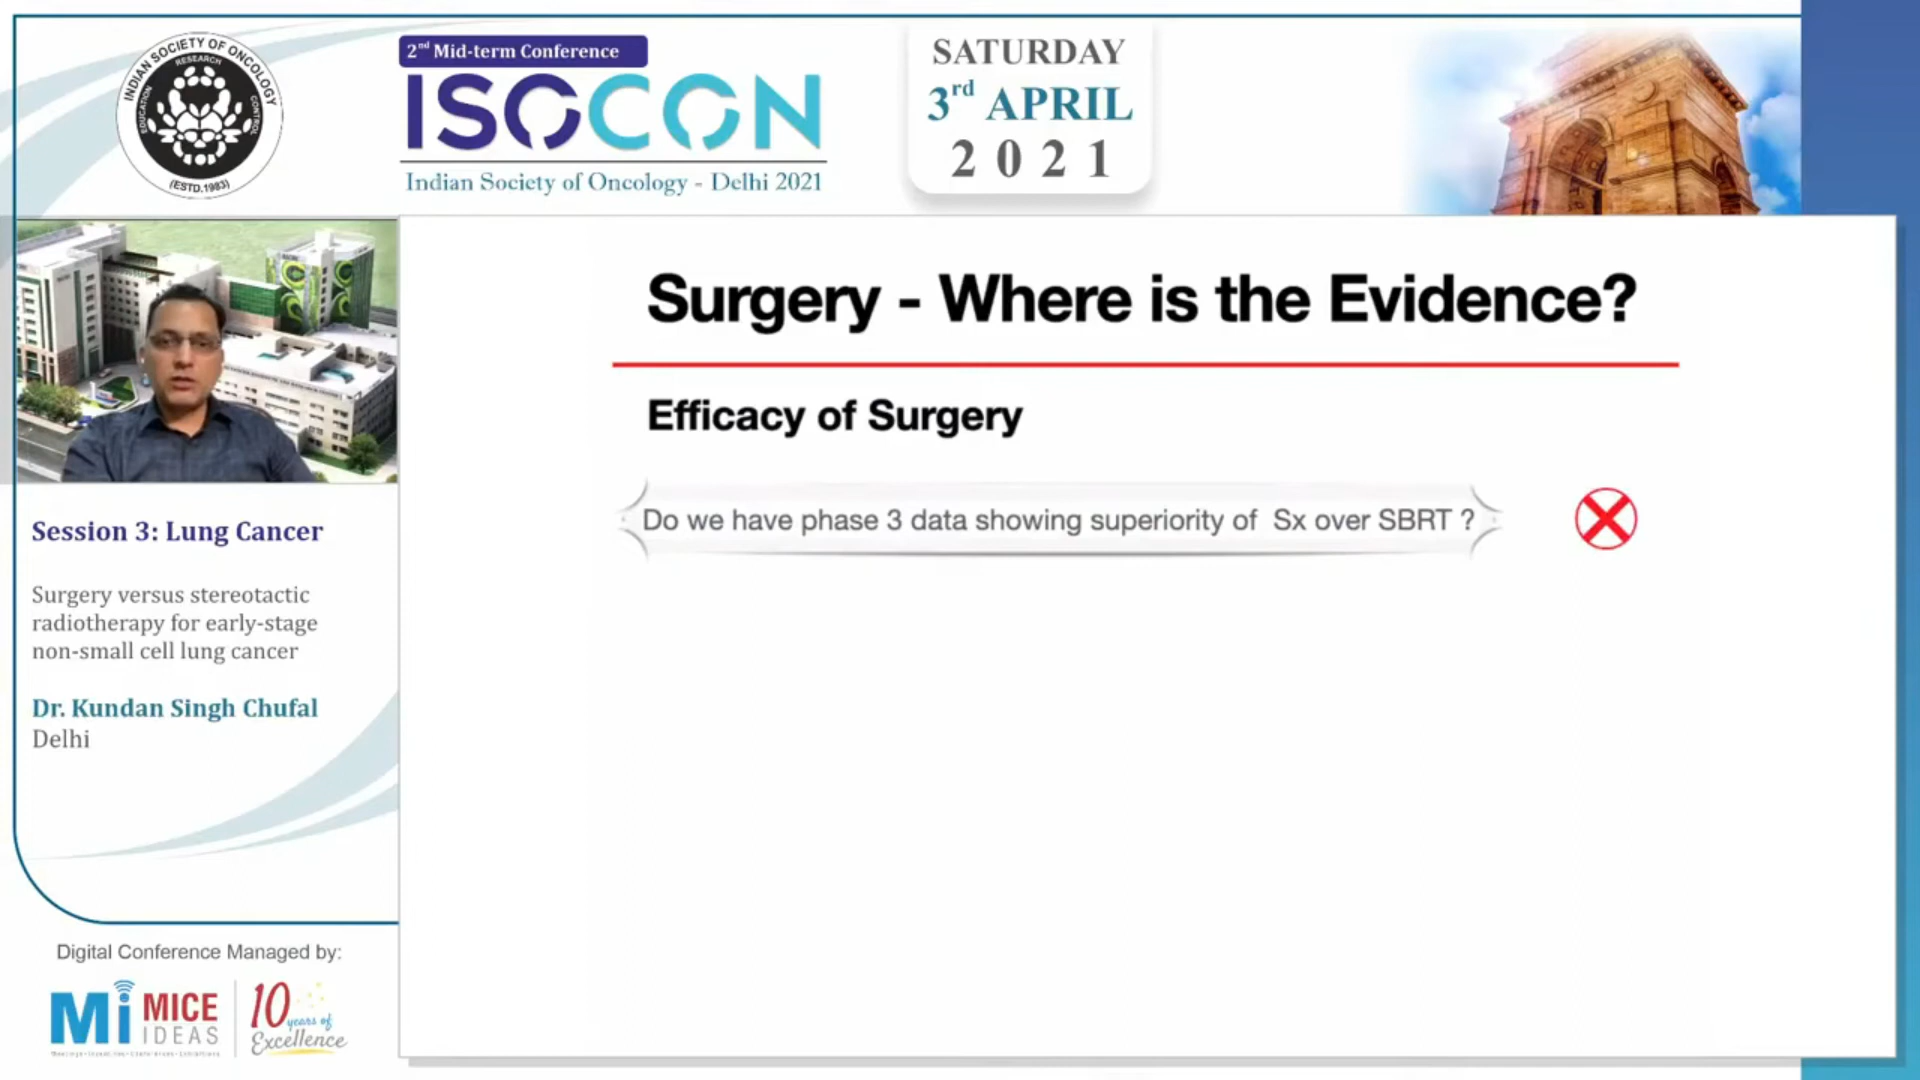 INDIAN SOCIETY OF ONCOLOGY
RESEARCH
EDUCATION
CONTROL
(ESTD.1983)
2nd Mid-term Conference
ISOCON
Indian Society of Oncology - Delhi 2021
SATURDAY
3rd APRIL
2021
Surgery - Where is the Evidence?
Efficacy of Surgery
Do we have phase 3 data showing superiority of Sx over SBRT ?
Session 3: Lung Cancer
Surgery versus stereotactic
radiotherapy for early-stage
non-small cell lung cancer
Dr. Kundan Singh Chufal
Delhi
Digital Conference Managed by:
Mi MICE
IDEAS
10
years of
Excellence